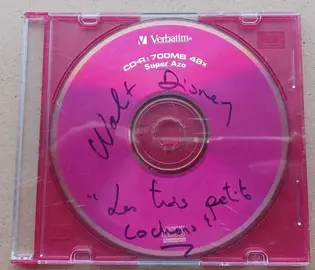 Verbatim
CD-R : 700MB 48x
Super Azo
Walt Disney
"Les trois petits
cochons"